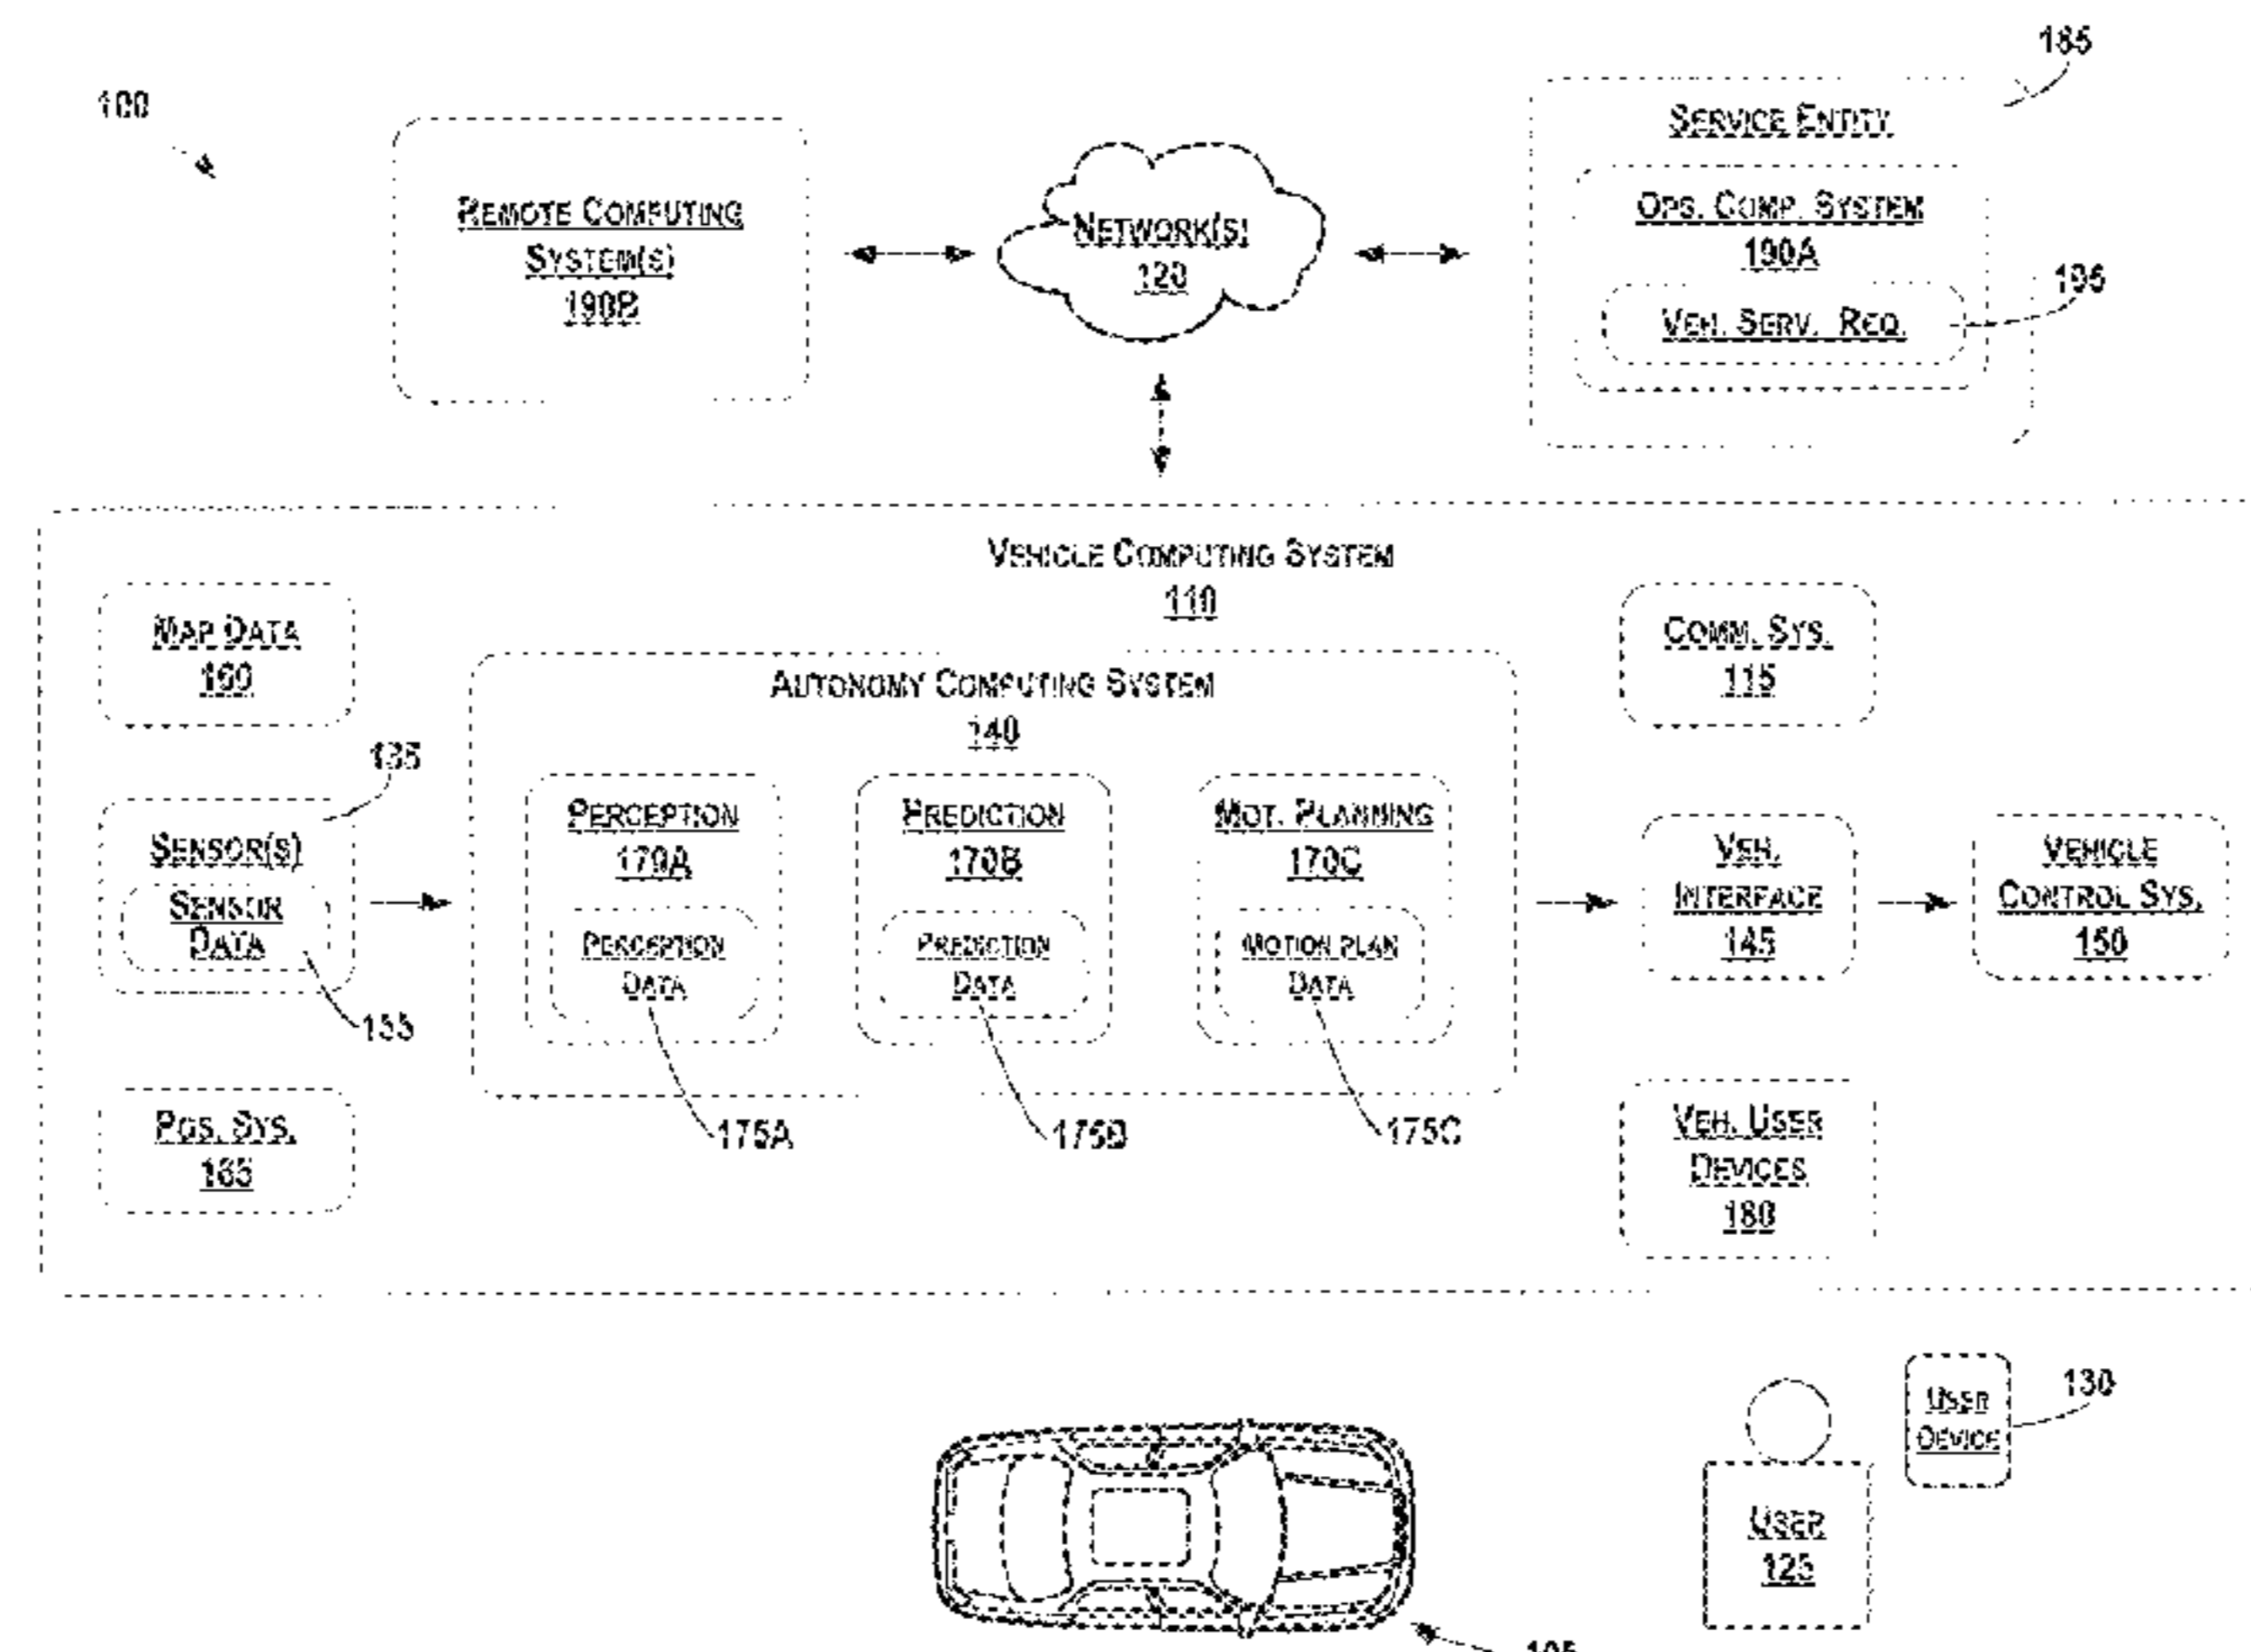 100
185
REMOTE COMPUTING
SYSTEM(S)
190B
NETWORK(S)
120
SERVICE ENTITY
OPS. COMP. SYSTEM
190A
195
VEH. SERV. REQ.
VEHICLE COMPUTING SYSTEM
110
MAP DATA
160
AUTONOMY COMPUTING SYSTEM
140
COMM. SYS.
115
135
SENSOR(S)
SENSOR
DATA
155
PERCEPTION
170A
PERCEPTION
DATA
175A
PREDICTION
170B
PREDICTION
DATA
175B
MOT. PLANNING
170C
MOTION PLAN
DATA
175C
VEH.
INTERFACE
145
VEHICLE
CONTROL SYS.
150
POS. SYS.
165
VEH. USER
DEVICES
180
USER
DEVICE
130
USER
125
105